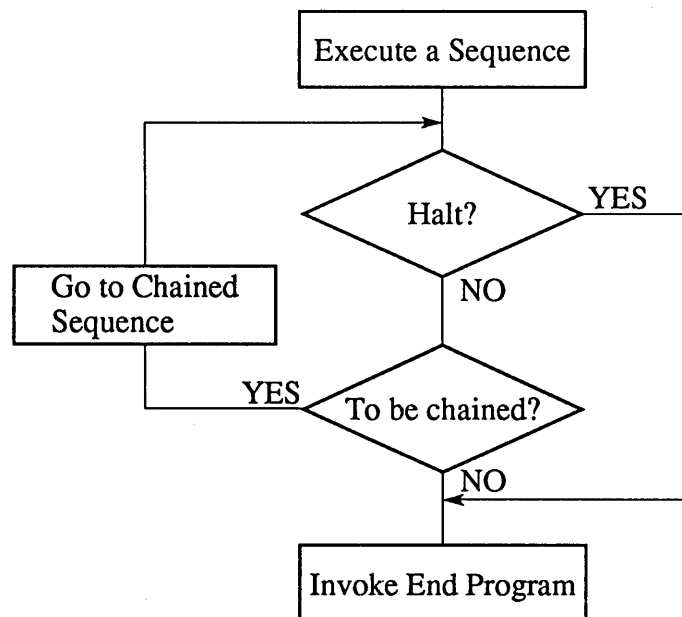 Execute a Sequence
Halt?
YES
NO
Go to Chained
Sequence
YES
To be chained?
NO
Invoke End Program